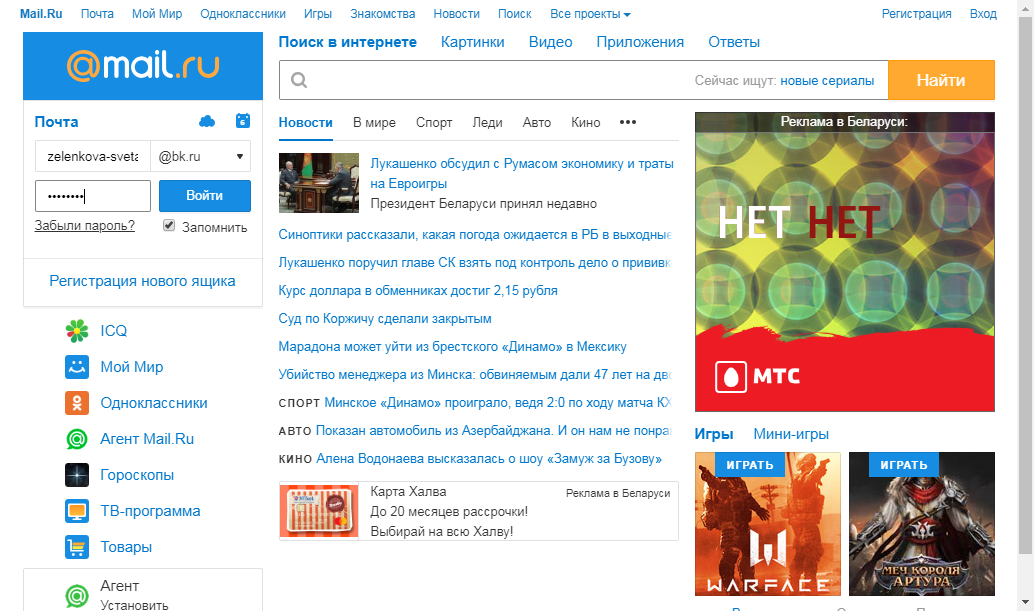 Mail.Ru Почта Мой Мир Одноклассники Игры Знакомства Новости Поиск Все проекты Регистрация Вход
@mail.ru
Поиск в интернете Картинки Видео Приложения Ответы
Сейчас ищут: новые сериалы Найти
Почта 6
zelenkova-sveta @bk.ru
•••••••• Войти
Забыли пароль? Запомнить
Регистрация нового ящика
ICQ
Мой Мир
Одноклассники
Агент Mail.Ru
Гороскопы
ТВ-программа
Товары
Агент
Установить
Новости В мире Спорт Леди Авто Кино •••
Лукашенко обсудил с Румасом экономику и траты
на Евроигры
Президент Беларуси принял недавно
Синоптики рассказали, какая погода ожидается в РБ в выходные
Лукашенко поручил главе СК взять под контроль дело о прививк
Курс доллара в обменниках достиг 2,15 рубля
Суд по Коржичу сделали закрытым
Марадона может уйти из брестского «Динамо» в Мексику
Убийство менеджера из Минска: обвиняемым дали 47 лет на дво
СПОРТ Минское «Динамо» проиграло, ведя 2:0 по ходу матча КХ
АВТО Показан автомобиль из Азербайджана. И он нам не понра
КИНО Алена Водонаева высказалась о шоу «Замуж за Бузову»
Карта Халва Реклама в Беларуси
До 20 месяцев рассрочки!
Выбирай на всю Халву!
Реклама в Беларуси:
НЕТ НЕТ
МТС
Игры Мини-игры
ИГРАТЬ ИГРАТЬ
WARFACE
МЕЧ КОРОЛЯ
АРТУРА